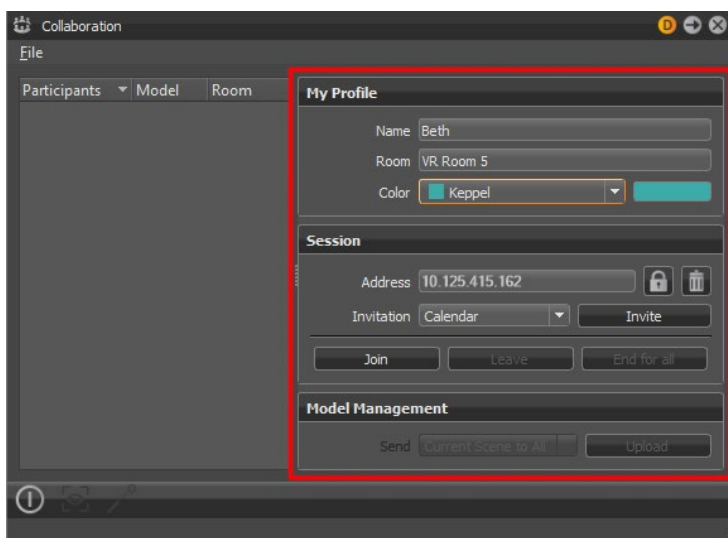 Collaboration
D
File
Participants Model Room
My Profile
Name Beth
Room VR Room 5
Color Keppel
Session
Address 10.125.415.162
Invitation Calendar Invite
Join Leave End for all
Model Management
Send Current Scene to All Upload